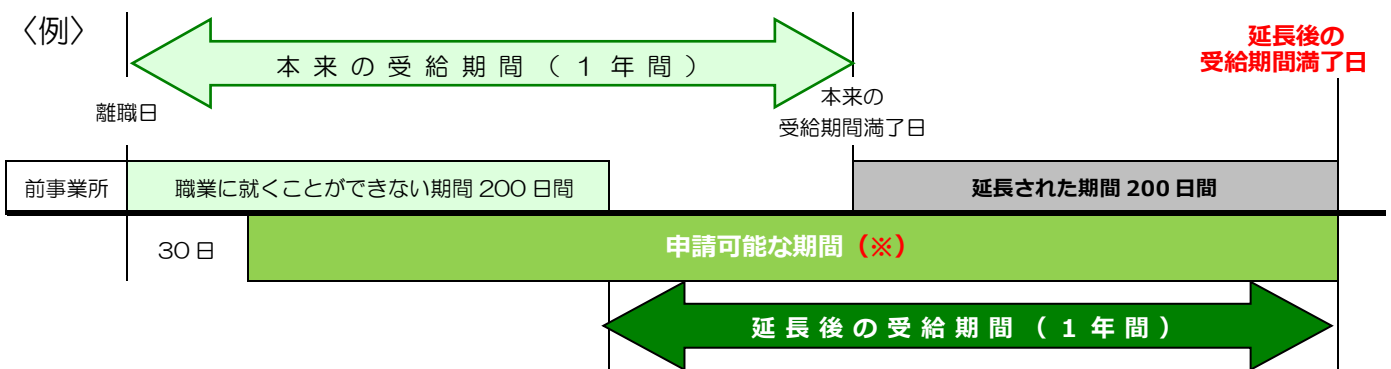 〈例〉
本来の受給期間（１年間）
延長後の
受給期間満了日
離職日
本来の
受給期間満了日
前事業所
職業に就くことができない期間 200 日間
延長された期間 200 日間
30 日
申請可能な期間（※）
延長後の受給期間（１年間）